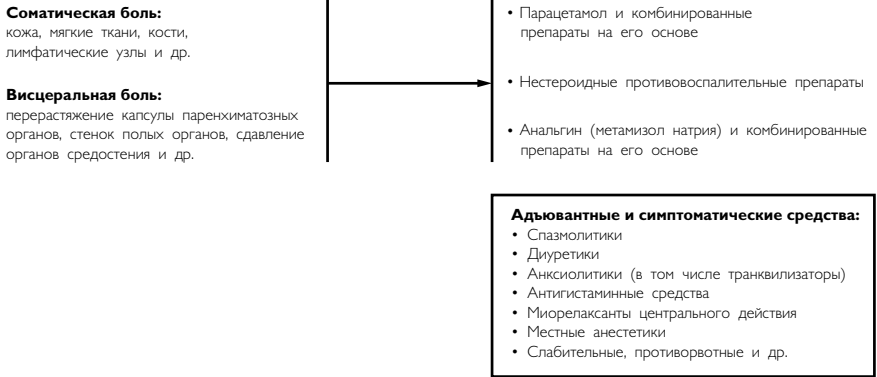 Соматическая боль:
кожа, мягкие ткани, кости,
лимфатические узлы и др.
Висцеральная боль:
перерастяжение капсулы паренхиматозных
органов, стенок полых органов, сдавление
органов средостения и др.
• Парацетамол и комбинированные
препараты на его основе
• Нестероидные противовоспалительные препараты
• Анальгин (метамизол натрия) и комбинированные
препараты на его основе
Адъювантные и симптоматические средства:
• Спазмолитики
• Диуретики
• Анксиолитики (в том числе транквилизаторы)
• Антигистаминные средства
• Миорелаксанты центрального действия
• Местные анестетики
• Слабительные, противорвотные и др.